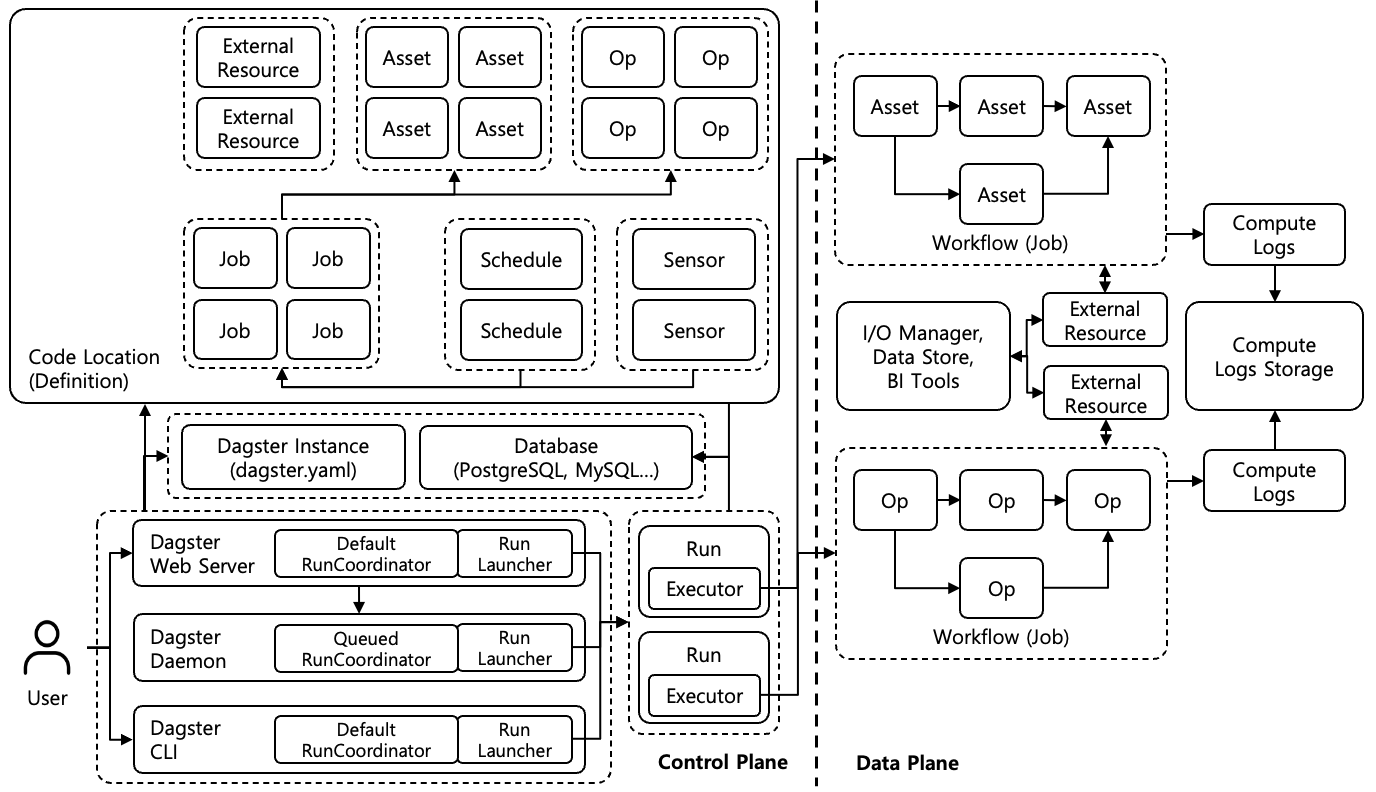 External
Resource
Asset
Asset
Op
Op
External
Resource
Asset
Asset
Op
Op
Job
Job
Schedule
Sensor
Job
Job
Schedule
Sensor
Code Location
(Definition)
Dagster Instance
(dagster.yaml)
Database
(PostgreSQL, MySQL...)
User
Dagster
Web Server
Default
RunCoordinator
Run
Launcher
Dagster
Daemon
Queued
RunCoordinator
Run
Launcher
Dagster
CLI
Default
RunCoordinator
Run
Launcher
Run
Executor
Run
Executor
Control Plane
Data Plane
Asset
Asset
Asset
Asset
Workflow (Job)
Compute
Logs
I/O Manager,
Data Store,
BI Tools
External
Resource
External
Resource
Compute
Logs Storage
Compute
Logs
Op
Op
Op
Op
Workflow (Job)